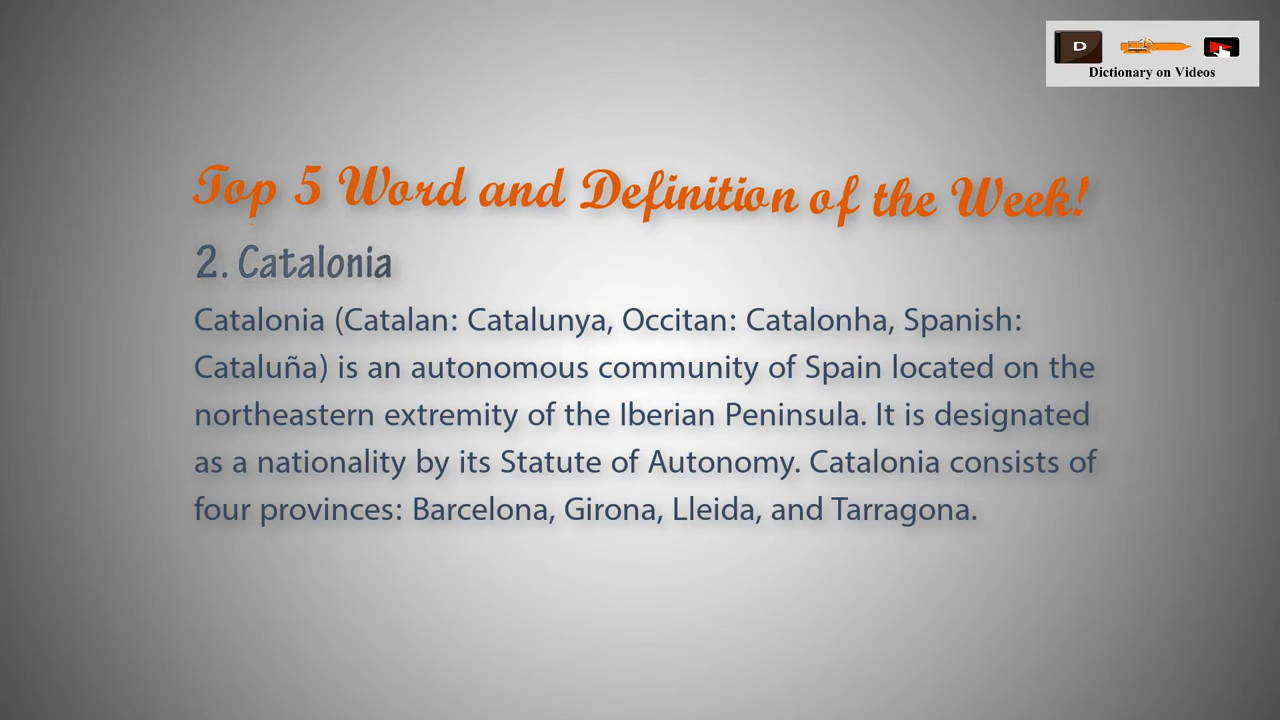 D
Dictionary on Videos
Top 5 Word and Definition of the Week!
2. Catalonia
Catalonia (Catalan: Catalunya, Occitan: Catalonha, Spanish:
Cataluña) is an autonomous community of Spain located on the
northeastern extremity of the Iberian Peninsula. It is designated
as a nationality by its Statute of Autonomy. Catalonia consists of
four provinces: Barcelona, Girona, Lleida, and Tarragona.